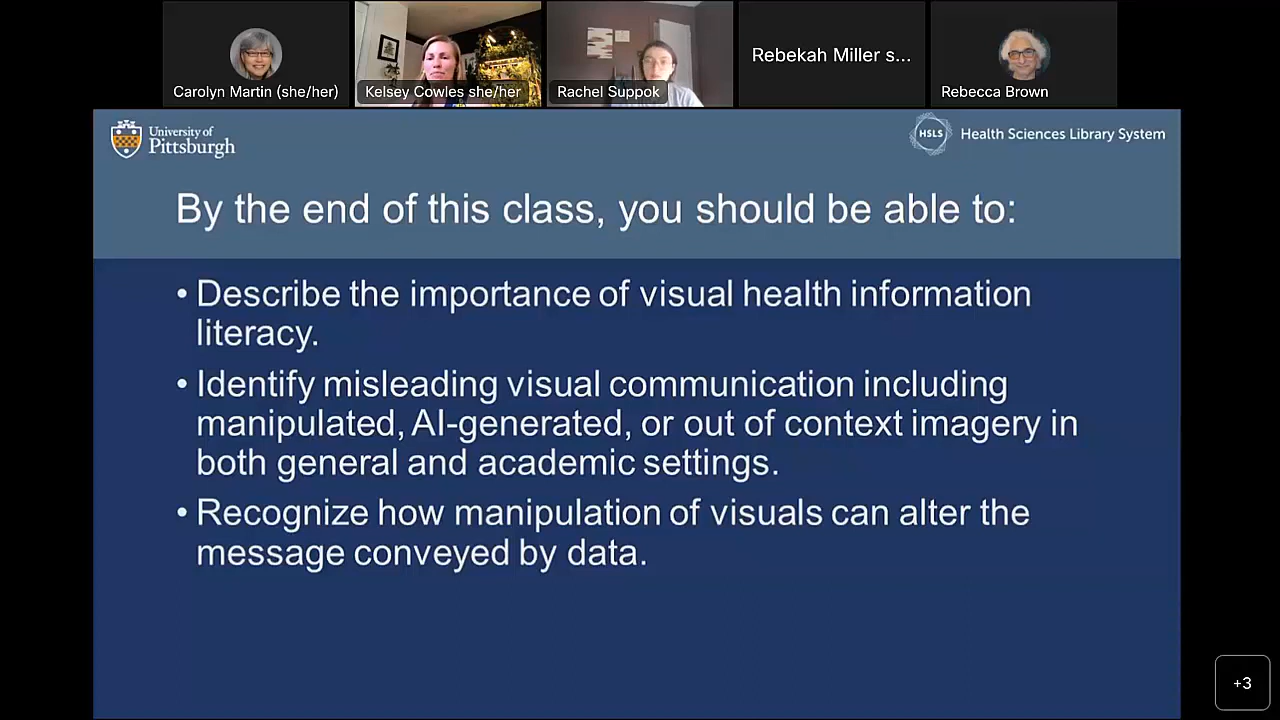 Rebekah Miller s...
Carolyn Martin (she/her)
Kelsey Cowles she/her
Rachel Suppok
Rebecca Brown
University of
Pittsburgh
HSLS
Health Sciences Library System
By the end of this class, you should be able to:
• Describe the importance of visual health information
literacy.
• Identify misleading visual communication including
manipulated, AI-generated, or out of context imagery in
both general and academic settings.
• Recognize how manipulation of visuals can alter the
message conveyed by data.
+3